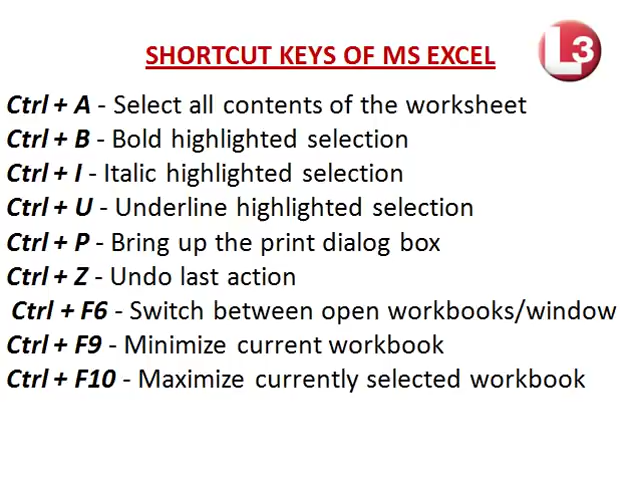 SHORTCUT KEYS OF MS EXCEL
L3
Ctrl + A - Select all contents of the worksheet
Ctrl + B - Bold highlighted selection
Ctrl + I - Italic highlighted selection
Ctrl + U - Underline highlighted selection
Ctrl + P - Bring up the print dialog box
Ctrl + Z - Undo last action
Ctrl + F6 - Switch between open workbooks/window
Ctrl + F9 - Minimize current workbook
Ctrl + F10 - Maximize currently selected workbook